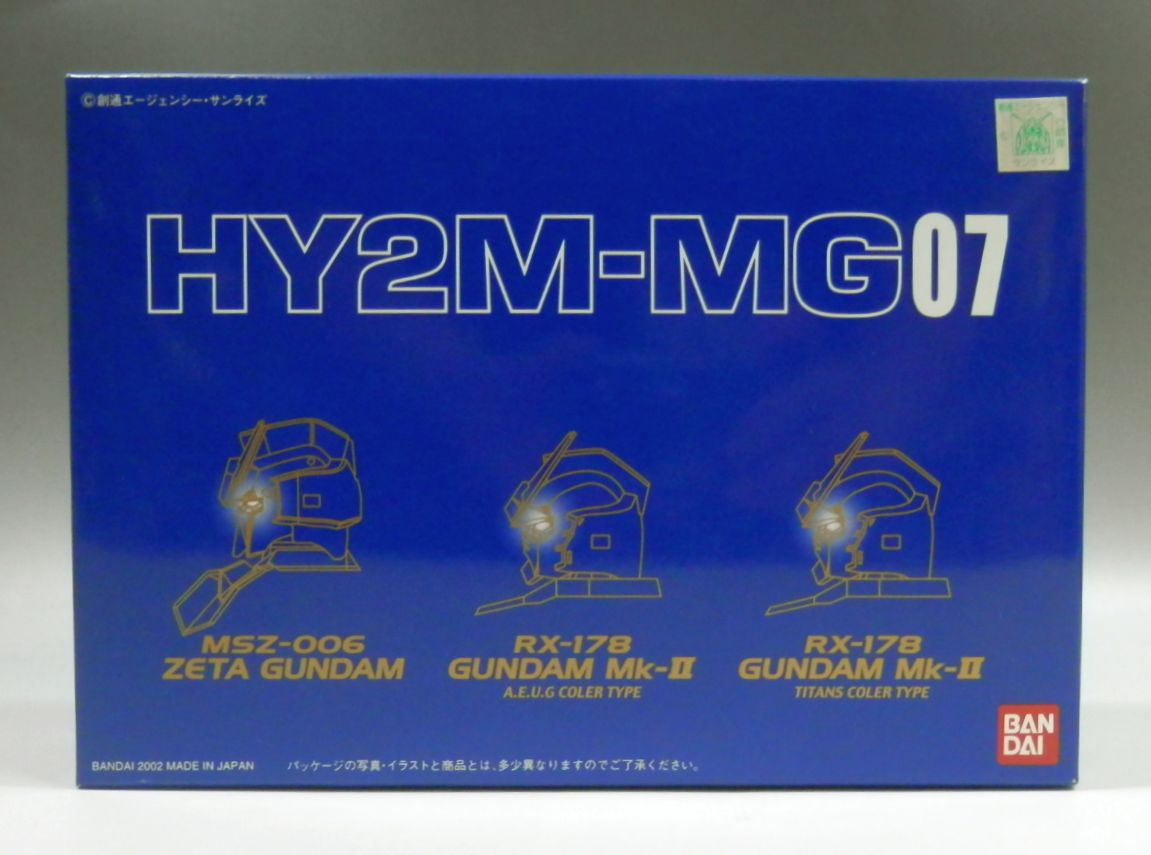 ©創通エージェンシー・サンライズ
HY2M-MG07
MSZ-006
ZETA GUNDAM
RX-178
GUNDAM Mk-II
A.E.U.G COLER TYPE
RX-178
GUNDAM Mk-II
TITANS COLER TYPE
BAN
DAI
BANDAI 2002 MADE IN JAPAN
パッケージの写真・イラストと商品とは、多少異なりますのでご了承ください。